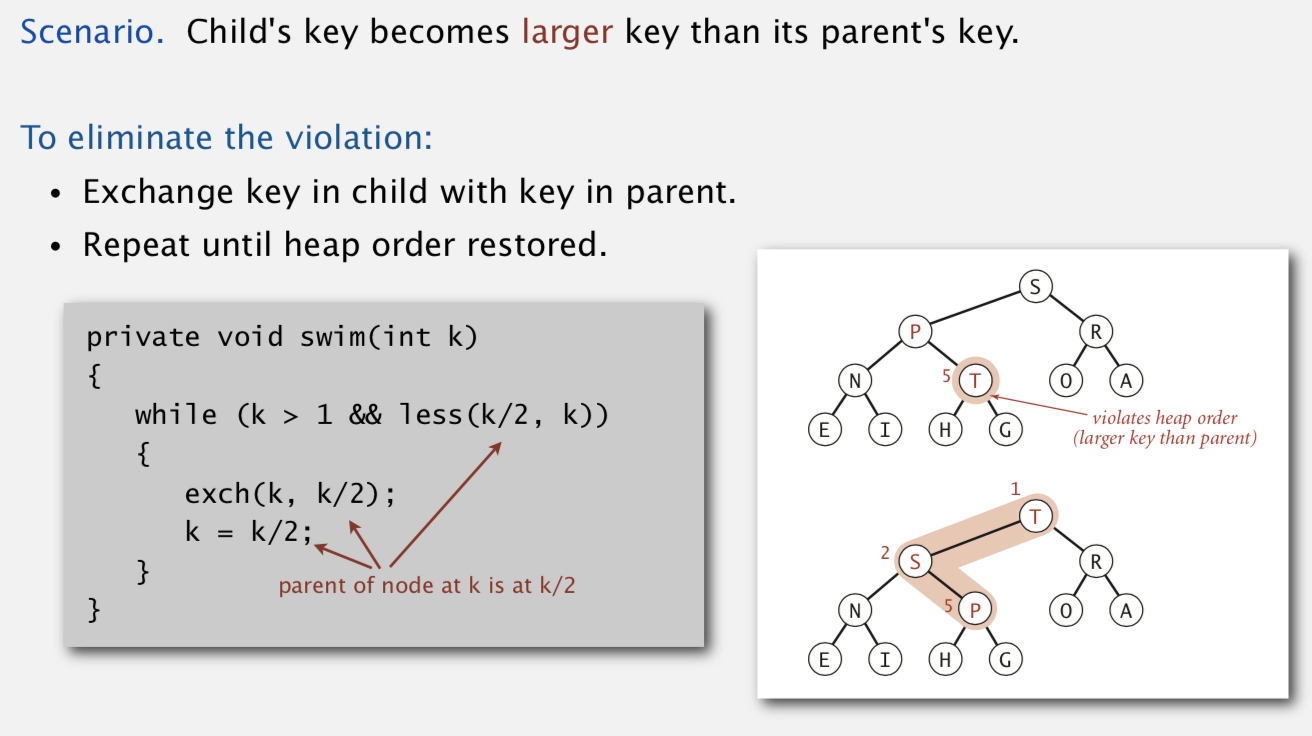 Scenario. Child's key becomes larger key than its parent's key.
To eliminate the violation:
• Exchange key in child with key in parent.
• Repeat until heap order restored.
private void swim(int k)
{
while (k > 1 && less(k/2, k))
{
exch(k, k/2);
k = k/2;
}
parent of node at k is at k/2
}
S
P
R
N
5
T
O
A
violates heap order
(larger key than parent)
E
I
H
G
1
T
2
S
R
N
5
P
O
A
E
I
H
G